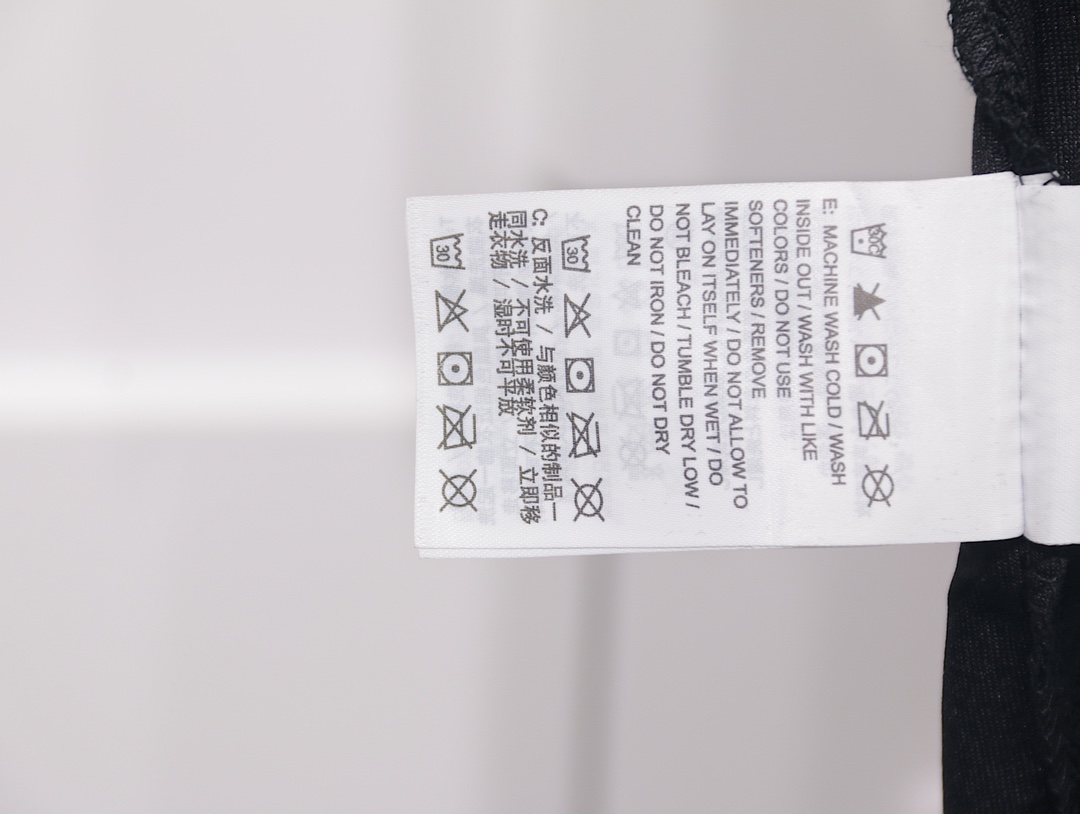 30C
E: MACHINE WASH COLD / WASH
INSIDE OUT / WASH WITH LIKE
COLORS / DO NOT USE
SOFTENERS / REMOVE
IMMEDIATELY / DO NOT ALLOW TO
LAY ON ITSELF WHEN WET / DO
NOT BLEACH / TUMBLE DRY LOW /
DO NOT IRON / DO NOT DRY
CLEAN
30
C: 反面水洗 / 与颜色相似的制品一
同水洗 / 不可使用柔软剂 / 立即移
走衣物 / 湿时不可平放
30